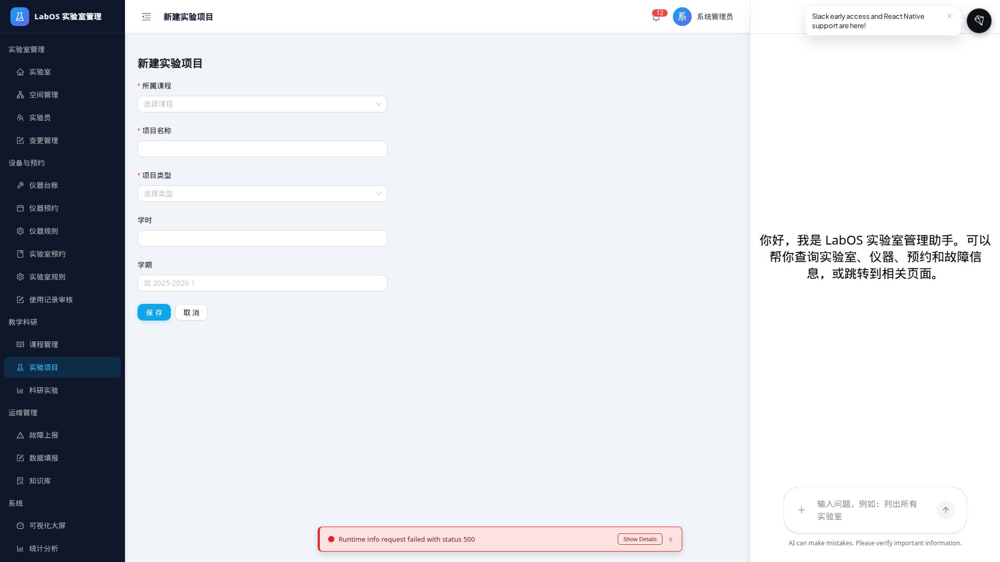 LabOS 实验室管理
实验室管理
实验室
空间管理
实验员
变更管理
设备与预约
仪器台账
仪器预约
仪器规则
实验室预约
实验室规则
使用记录审核
教学科研
课程管理
实验项目
科研实验
运维管理
故障上报
数据填报
知识库
系统
可视化大屏
统计分析
新建实验项目
12
系 系统管理员
新建实验项目
* 所属课程
选择课程
* 项目名称
* 项目类型
选择类型
学时
学期
如 2025-2026-1
保 存 取 消
Runtime info request failed with status 500 Show Details X
Slack early access and React Native
support are here!
你好，我是 LabOS 实验室管理助手。可以
帮你查询实验室、仪器、预约和故障信
息，或跳转到相关页面。
输入问题，例如：列出所有
实验室
AI can make mistakes. Please verify important information.